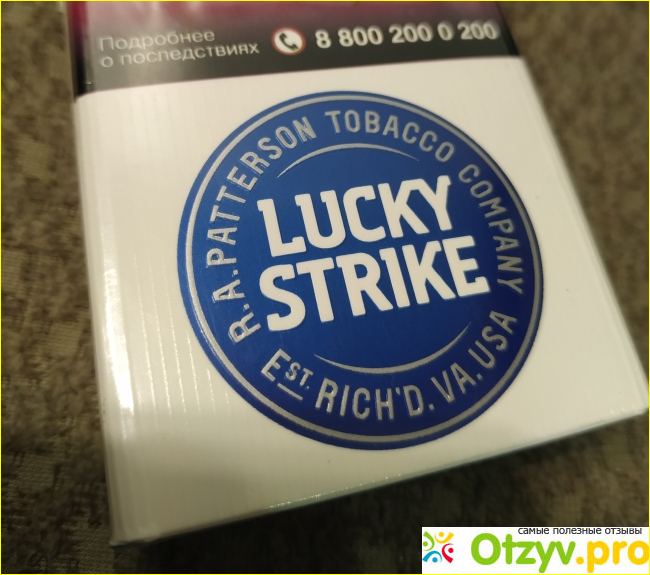 Подробнее
о последствиях
8 800 200 0 200
R.A.PATTERSON TOBACCO COMPANY
LUCKY
STRIKE
EST. RICH'D. VA. USA
самые полезные отзывы
Otzyv.pro